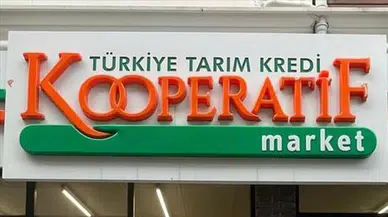 TÜRKİYE TARIM KREDİ
KOOPERATİF
market